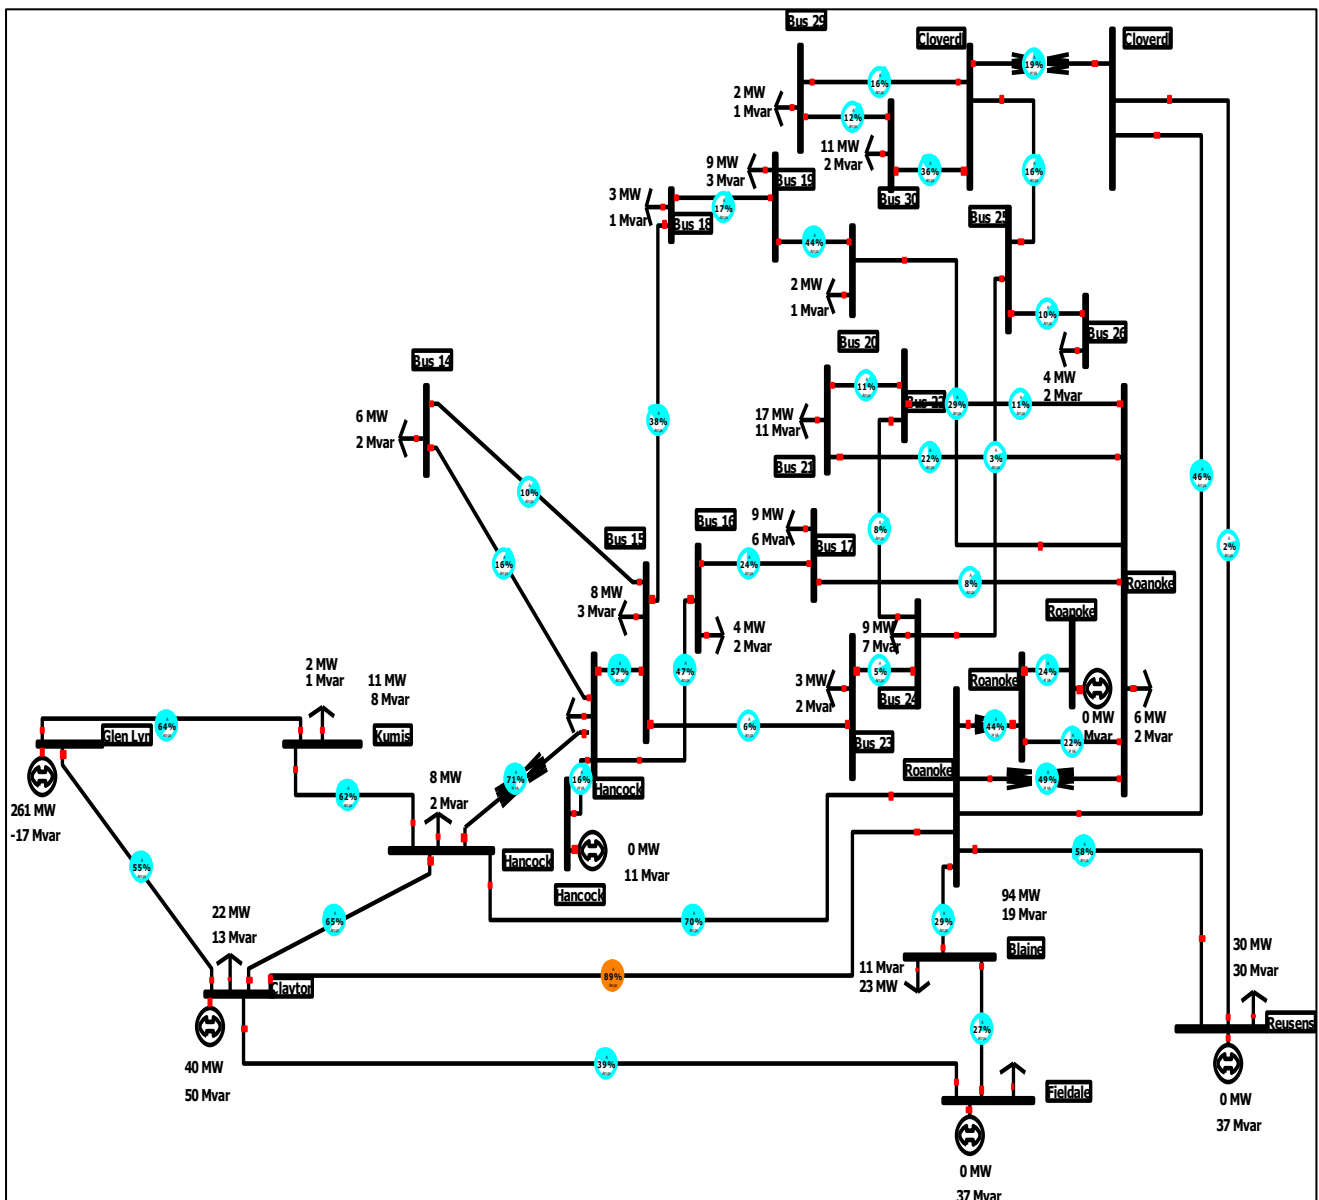 Bus 29
Cloverdl
Cloverdl
19%
16%
2 MW
1 Mvar
12%
11 MW
2 Mvar
36%
16%
Bus 30
9 MW
3 Mvar
Bus 19
3 MW
1 Mvar
17%
Bus 18
Bus 25
44%
2 MW
1 Mvar
10%
Bus 26
Bus 20
Bus 14
4 MW
2 Mvar
11%
Bus 22
29%
11%
6 MW
2 Mvar
38%
17 MW
11 Mvar
Bus 21
22%
3%
46%
10%
Bus 16
9 MW
6 Mvar
Bus 15
Bus 17
8%
2%
16%
24%
8%
Roanoke
8 MW
3 Mvar
Roanoke
4 MW
2 Mvar
9 MW
7 Mvar
2 MW
1 Mvar
11 MW
8 Mvar
57%
47%
3 MW
2 Mvar
5%
Bus 24
Roanoke
24%
0 MW
Mvar
6 MW
2 Mvar
64%
Glen Lyn
Kumis
6%
Bus 23
44%
22%
Roanoke
49%
71%
16%
Hancock
8 MW
2 Mvar
62%
261 MW
-17 Mvar
0 MW
11 Mvar
Hancock
Hancock
58%
55%
65%
70%
29%
94 MW
19 Mvar
22 MW
13 Mvar
Blaine
11 Mvar
23 MW
30 MW
30 Mvar
89%
Clayton
27%
Reusens
40 MW
50 Mvar
39%
Fieldale
0 MW
37 Mvar
0 MW
37 Mvar